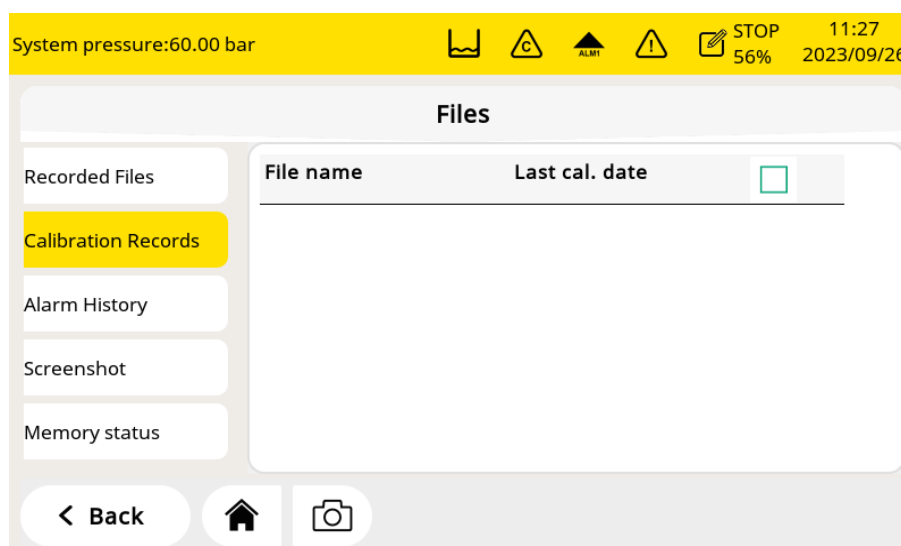 System pressure:60.00 bar
C
ALM1
!
STOP
56%
11:27
2023/09/26
Files
Recorded Files
File name
Last cal. date
Calibration Records
Alarm History
Screenshot
Memory status
< Back